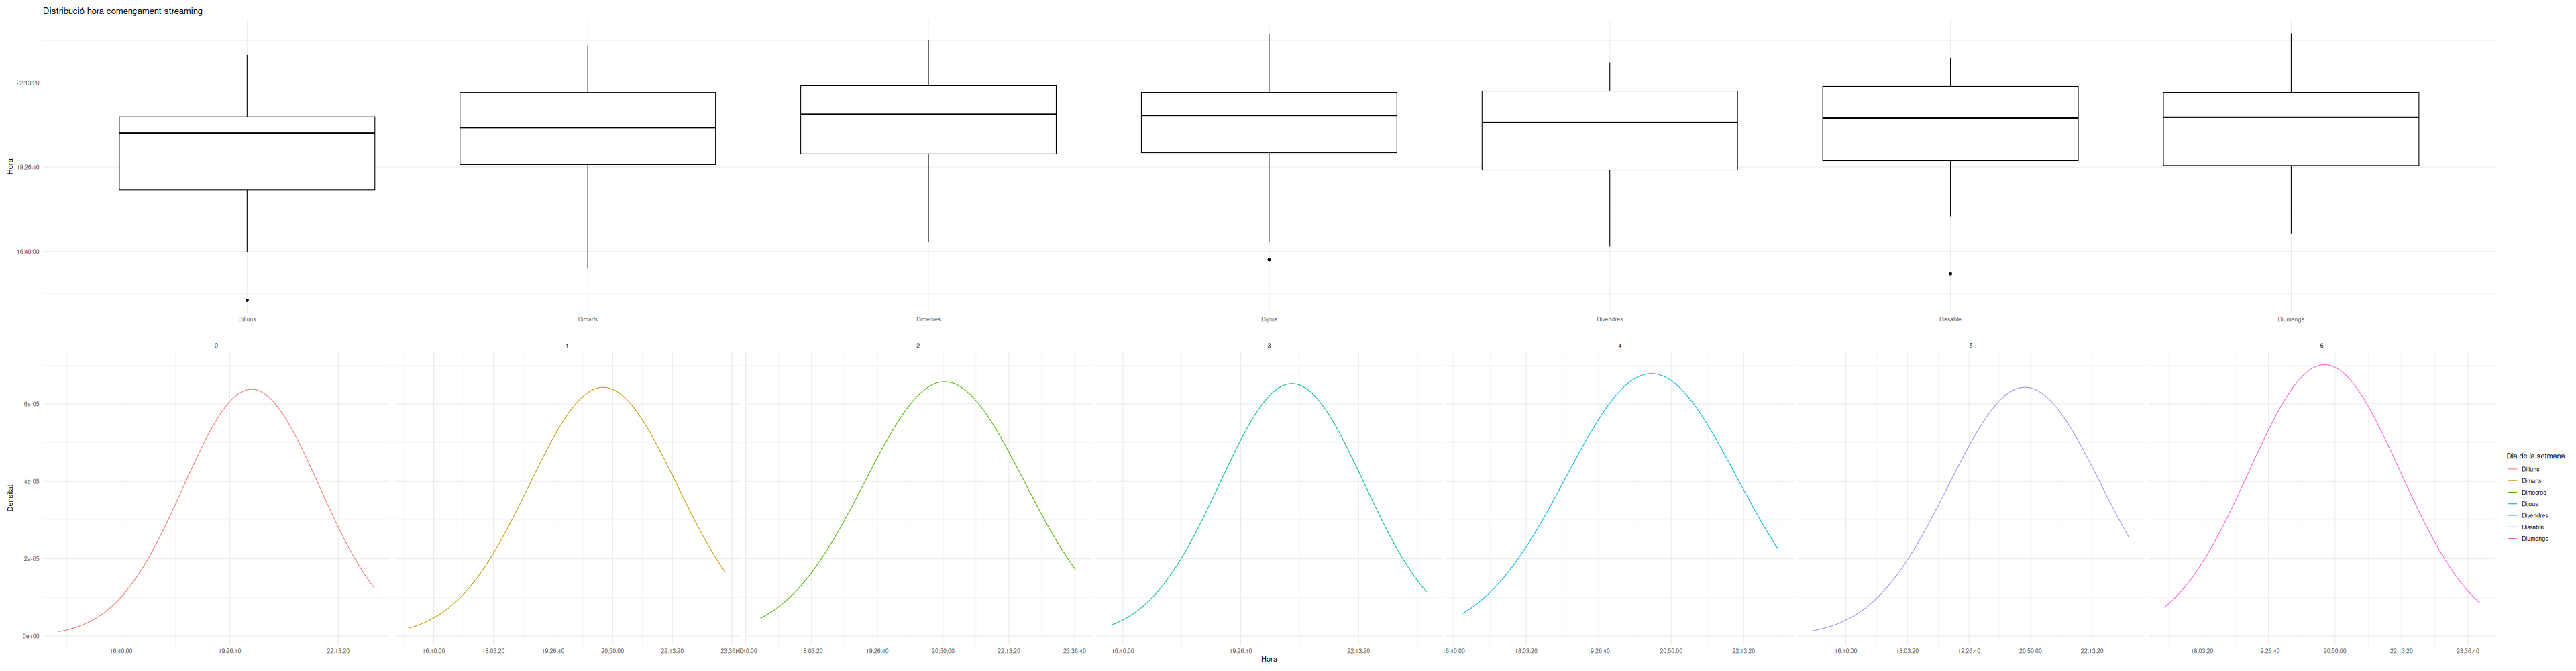 Distribució hora començament streaming
Hora
22:13:20
19:26:40
16:40:00
Dilluns Dimarts Dimecres Dijous Divendres Dissabte Diumenge
0 1 2 3 4 5 6
Densitat
6e-05
4e-05
2e-05
0e+00
16:40:00 19:26:40 22:13:20 16:40:00 18:03:20 19:26:40 20:50:00 22:13:20 18:03:20 19:26:40 20:50:00 22:13:20 23:36:40 16:40:00 19:26:40 22:13:20 16:40:00 18:03:20 19:26:40 20:50:00 22:13:20 16:40:00 18:03:20 19:26:40 20:50:00 22:13:20 18:03:20 19:26:40 20:50:00 22:13:20 23:36:40
Hora
Dia de la setmana
Dilluns
Dimarts
Dimecres
Dijous
Divendres
Dissabte
Diumenge